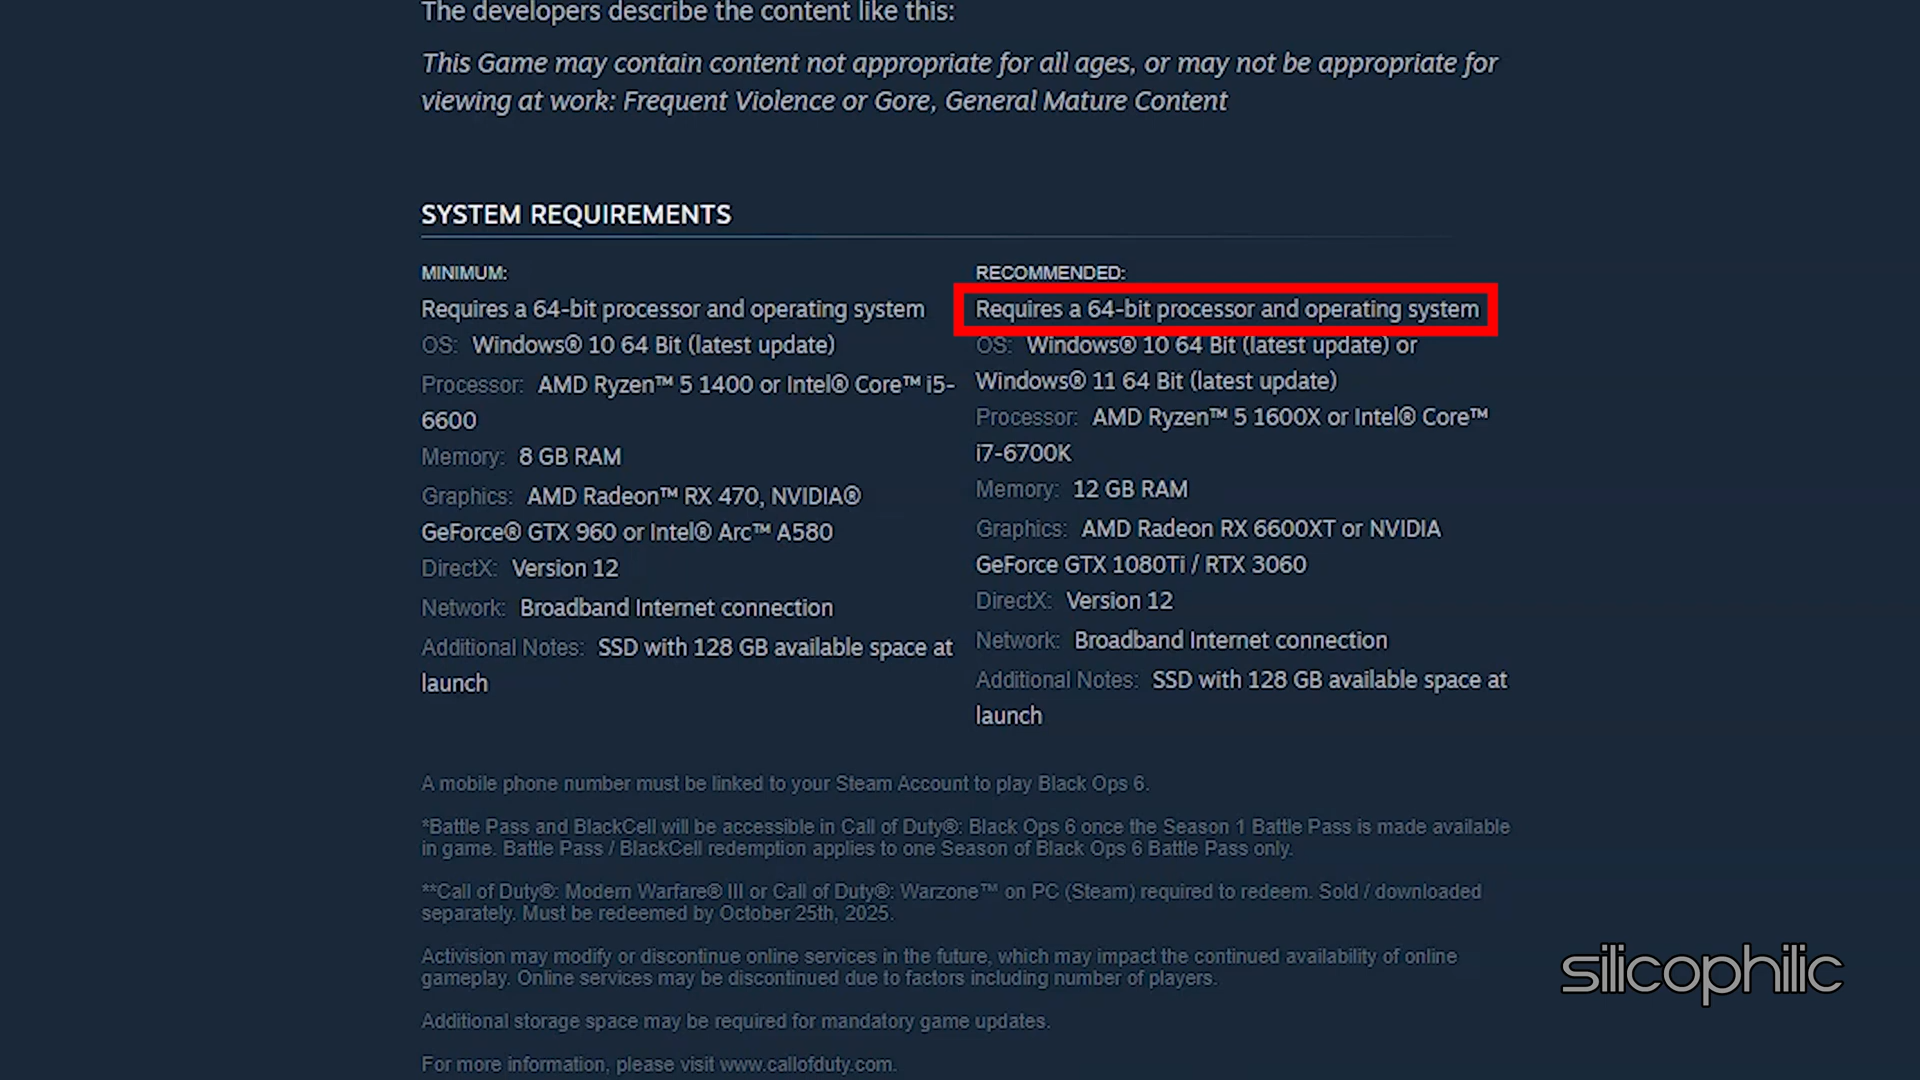 The developers describe the content like this:
This Game may contain content not appropriate for all ages, or may not be appropriate for
viewing at work: Frequent Violence or Gore, General Mature Content
SYSTEM REQUIREMENTS
MINIMUM:
Requires a 64-bit processor and operating system
OS: Windows® 10 64 Bit (latest update)
Processor: AMD Ryzen™ 5 1400 or Intel® Core™ i5-
6600
Memory: 8 GB RAM
Graphics: AMD Radeon™ RX 470, NVIDIA®
GeForce® GTX 960 or Intel® Arc™ A580
DirectX: Version 12
Network: Broadband Internet connection
Additional Notes: SSD with 128 GB available space at
launch
RECOMMENDED:
Requires a 64-bit processor and operating system
OS: Windows® 10 64 Bit (latest update) or
Windows® 11 64 Bit (latest update)
Processor: AMD Ryzen™ 5 1600X or Intel® Core™
i7-6700K
Memory: 12 GB RAM
Graphics: AMD Radeon RX 6600XT or NVIDIA
GeForce GTX 1080Ti / RTX 3060
DirectX: Version 12
Network: Broadband Internet connection
Additional Notes: SSD with 128 GB available space at
launch
A mobile phone number must be linked to your Steam Account to play Black Ops 6.
*Battle Pass and BlackCell will be accessible in Call of Duty®: Black Ops 6 once the Season 1 Battle Pass is made available
in game. Battle Pass / BlackCell redemption applies to one Season of Black Ops 6 Battle Pass only.
**Call of Duty®: Modern Warfare® III or Call of Duty®: Warzone™ on PC (Steam) required to redeem. Sold / downloaded
separately. Must be redeemed by October 25th, 2025.
Activision may modify or discontinue online services in the future, which may impact the continued availability of online
gameplay. Online services may be discontinued due to factors including number of players.
Additional storage space may be required for mandatory game updates.
For more information, please visit www.callofduty.com.
silicophilic